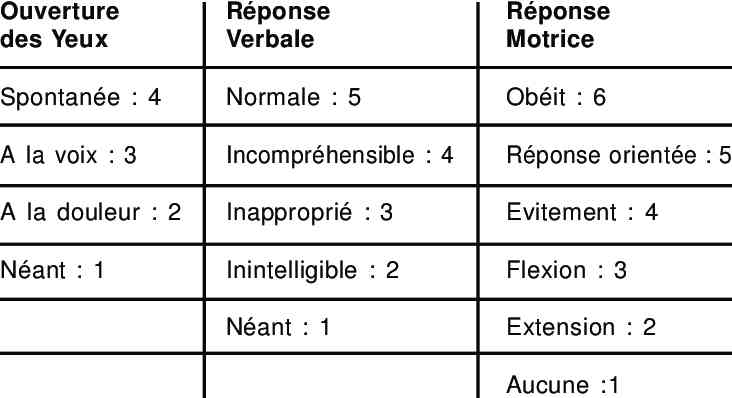 Ouverture des Yeux | Réponse Verbale | Réponse Motrice
Spontanée : 4 | Normale : 5 | Obéit : 6
A la voix : 3 | Incompréhensible : 4 | Réponse orientée : 5
A la douleur : 2 | Inapproprié : 3 | Evitement : 4
Néant : 1 | Inintelligible : 2 | Flexion : 3
Néant : 1 | Extension : 2
Aucune :1